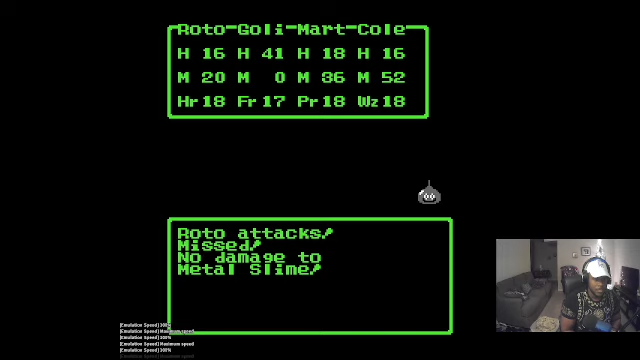 Roto Goli Mart Cole
H 16 H 41 H 18 H 16
M 20 M 0 M 36 M 52
Hr18 Fr17 Pr18 Wz18
Roto attacks!
Missed!
No damage to
Metal Slime!
[Emulation Speed] 100%
[Emulation Speed] Maximum speed
[Emulation Speed] 100%
[Emulation Speed] Maximum speed
[Emulation Speed] 100%